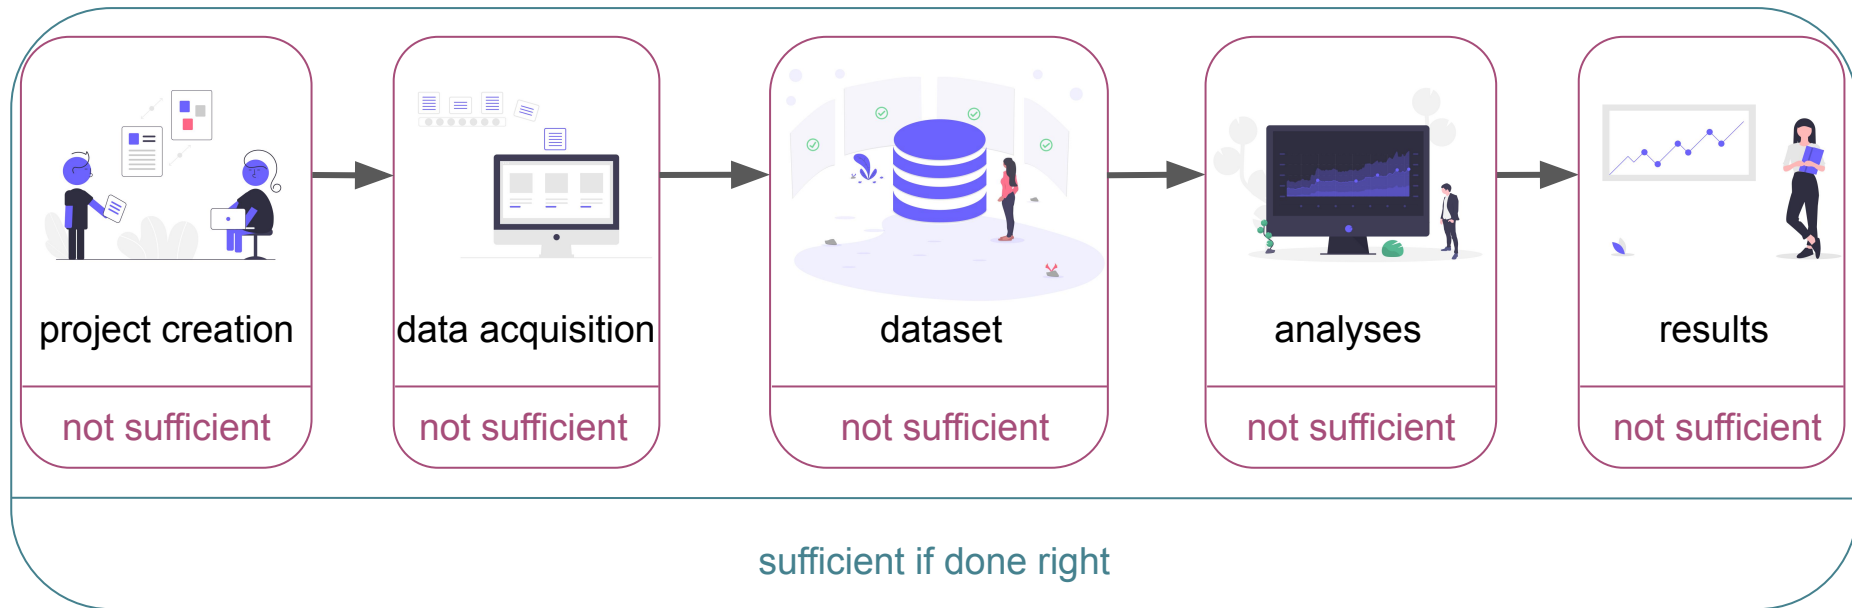 project creation
data acquisition
dataset
analyses
results
not sufficient
not sufficient
not sufficient
not sufficient
not sufficient
sufficient if done right